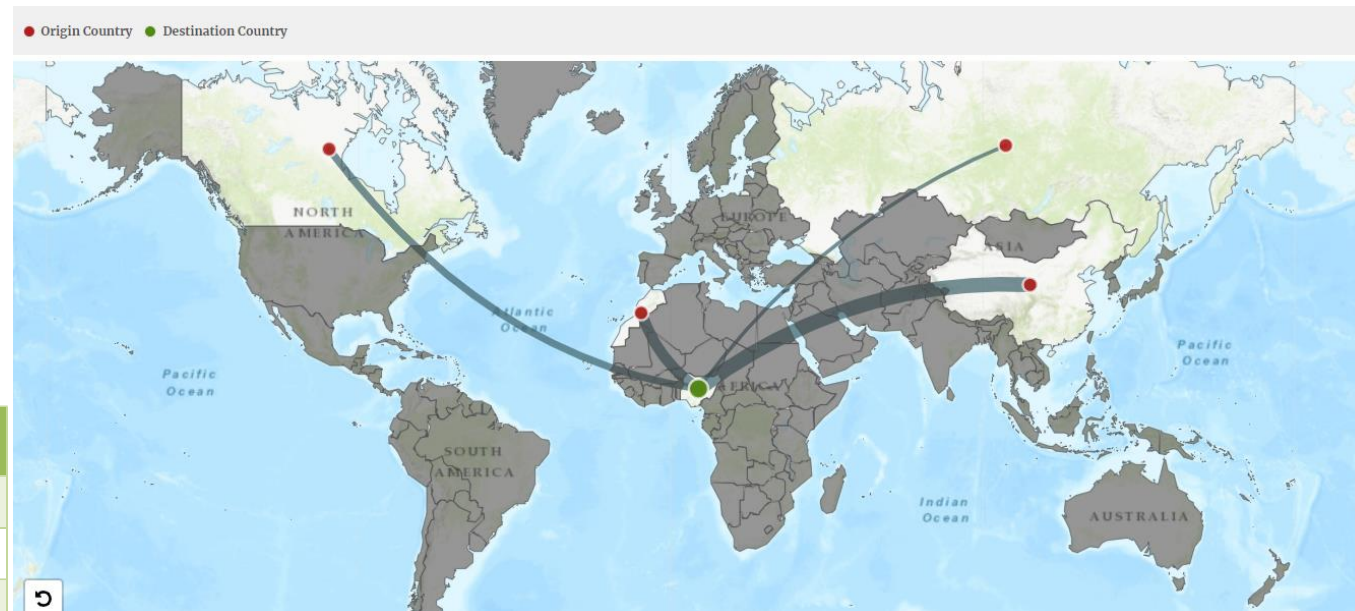 Origin Country Destination Country
NORTH
AMERICA
EUROPE
ASIA
Atlantic
Ocean
Pacific
Ocean
Pacific
Ocean
AFRICA
SOUTH
AMERICA
Indian
Ocean
AUSTRALIA